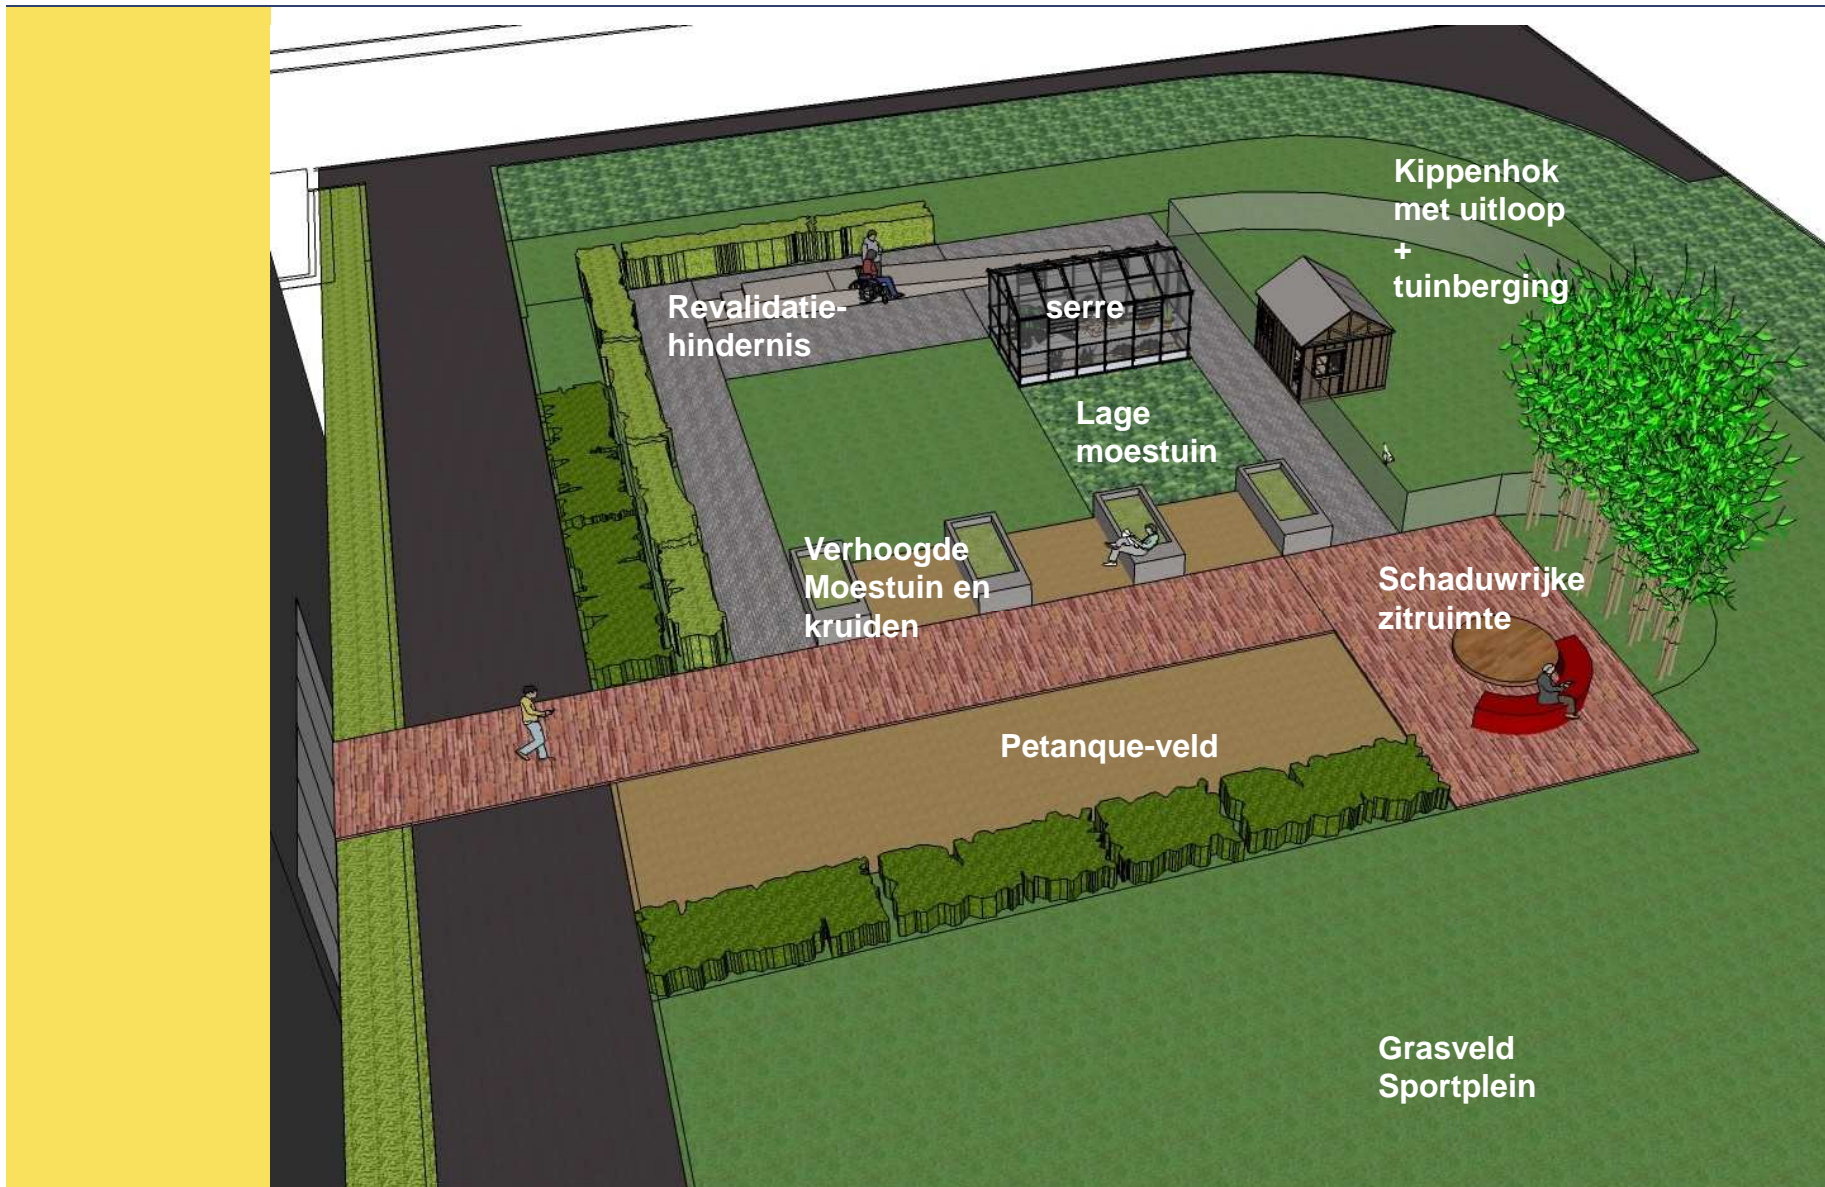 Kippenhok
met uitloop
+
tuinberging
Revalidatie-
hindernis
serre
Lage
moestuin
Verhoogde
Moestuin en
kruiden
Schaduwrijke
zitruimte
Petanque-veld
Grasveld
Sportplein